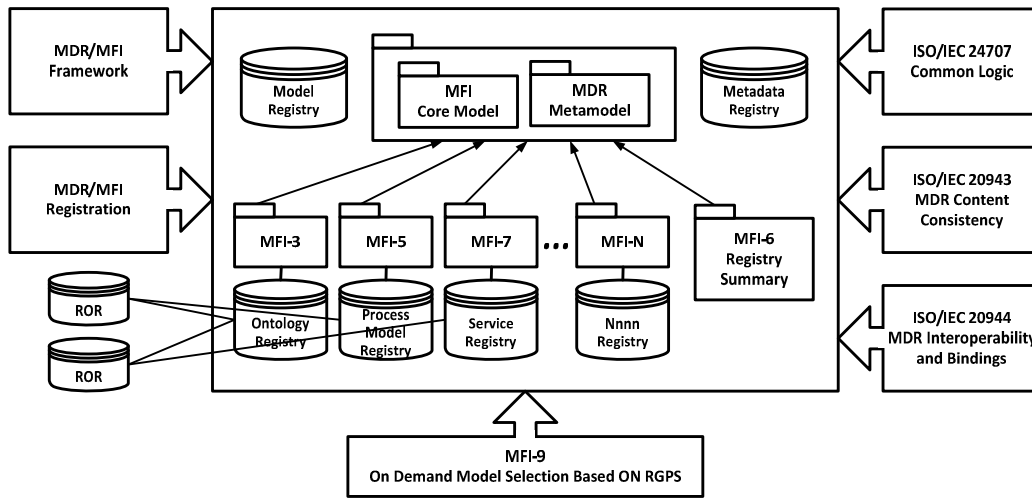 MDR/MFI
Framework
Model
Registry
MFI
Core Model
MDR
Metamodel
Metadata
Registry
ISO/IEC 24707
Common Logic
MDR/MFI
Registration
ISO/IEC 20943
MDR Content
Consistency
MFI-3
MFI-5
MFI-7
...
MFI-N
MFI-6
Registry
Summary
ROR
ROR
Ontology
Registry
Process
Model
Registry
Service
Registry
Nnnn
Registry
ISO/IEC 20944
MDR Interoperability
and Bindings
MFI-9
On Demand Model Selection Based ON RGPS